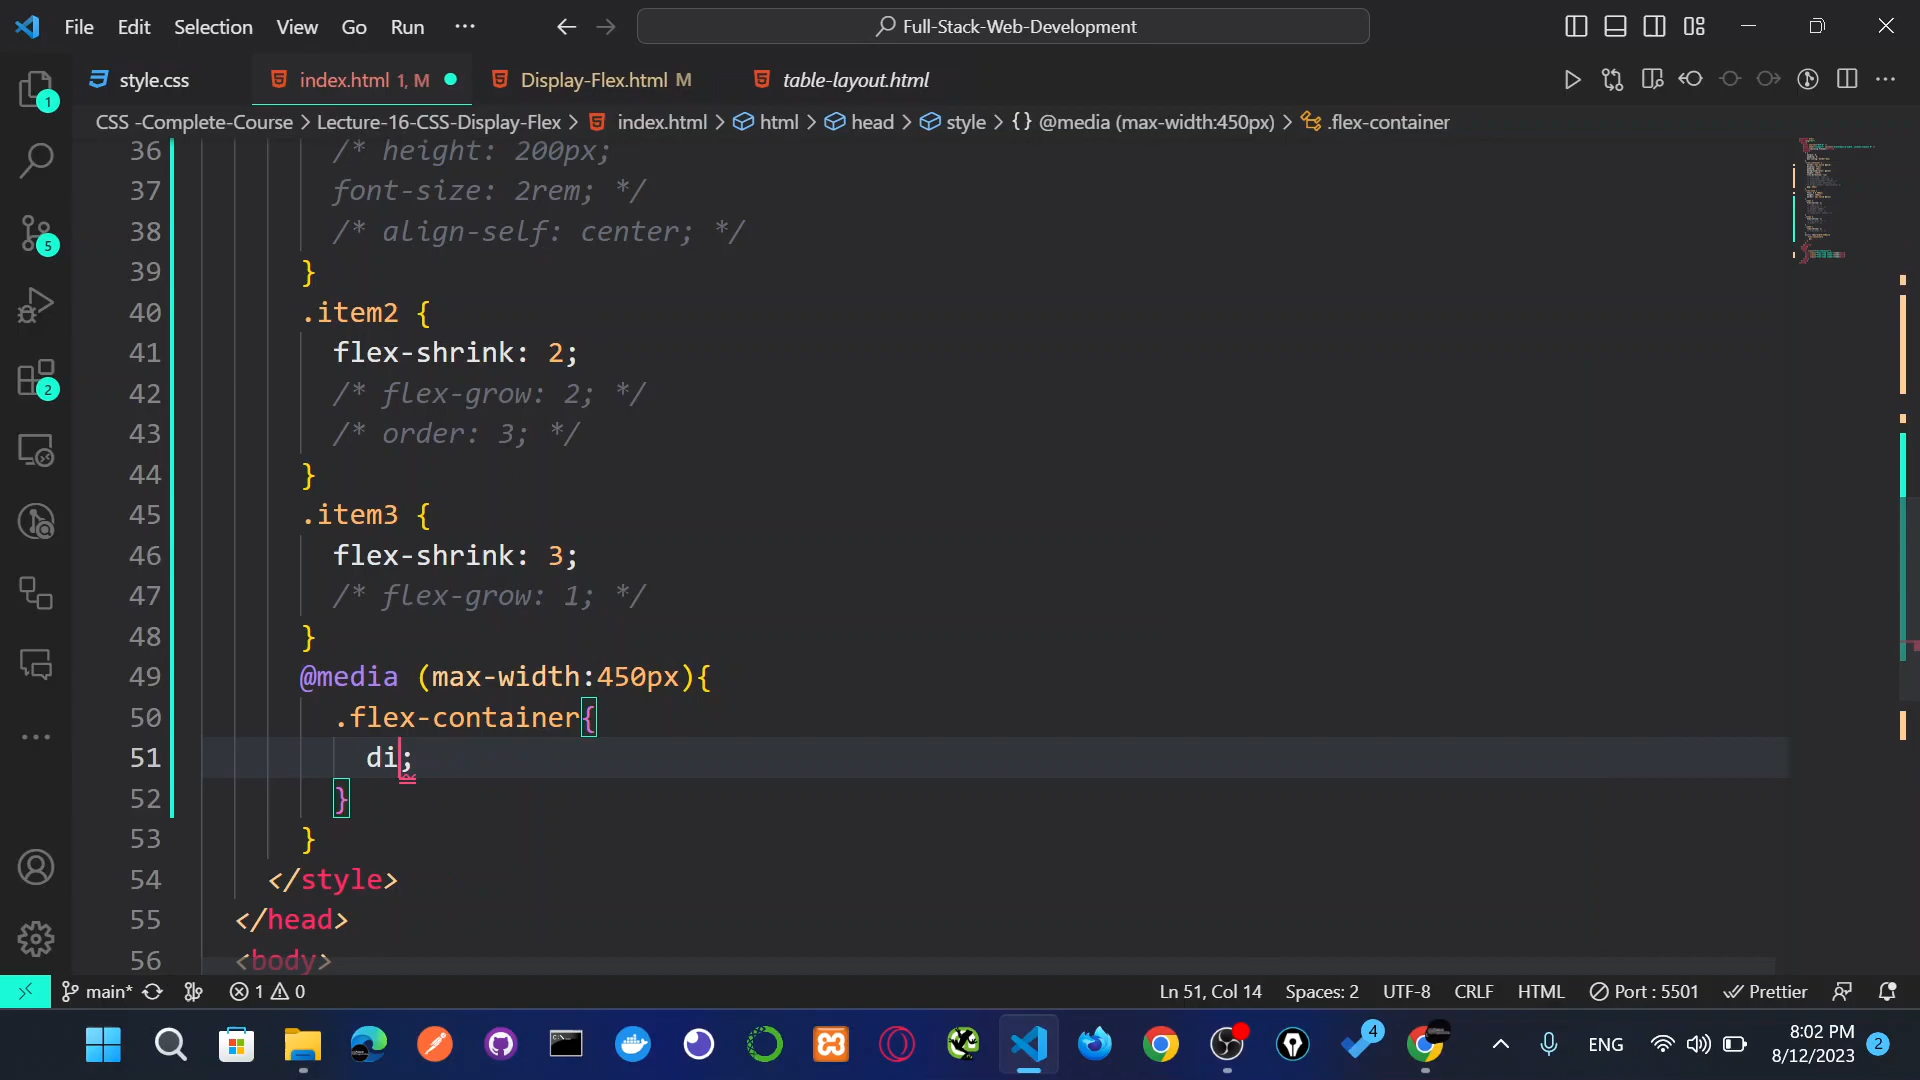 File Edit Selection View Go Run ...
Full-Stack-Web-Development
style.css
index.html 1, M
Display-Flex.html M
table-layout.html
CSS -Complete-Course > Lecture-16-CSS-Display-Flex > index.html > html > head > style > {} @media (max-width:450px) > .flex-container
36 /* height: 200px;
37 font-size: 2rem; */
38 /* align-self: center; */
39 }
40 .item2 {
41 flex-shrink: 2;
42 /* flex-grow: 2; */
43 /* order: 3; */
44 }
45 .item3 {
46 flex-shrink: 3;
47 /* flex-grow: 1; */
48 }
49 @media (max-width:450px){
50 .flex-container{
51 di;
52 }
53 }
54 </style>
55 </head>
56 <body>
1
5
2
main* 1 0
Ln 51, Col 14 Spaces: 2 UTF-8 CRLF HTML Port : 5501 Prettier
4
ENG
8:02 PM
8/12/2023
2